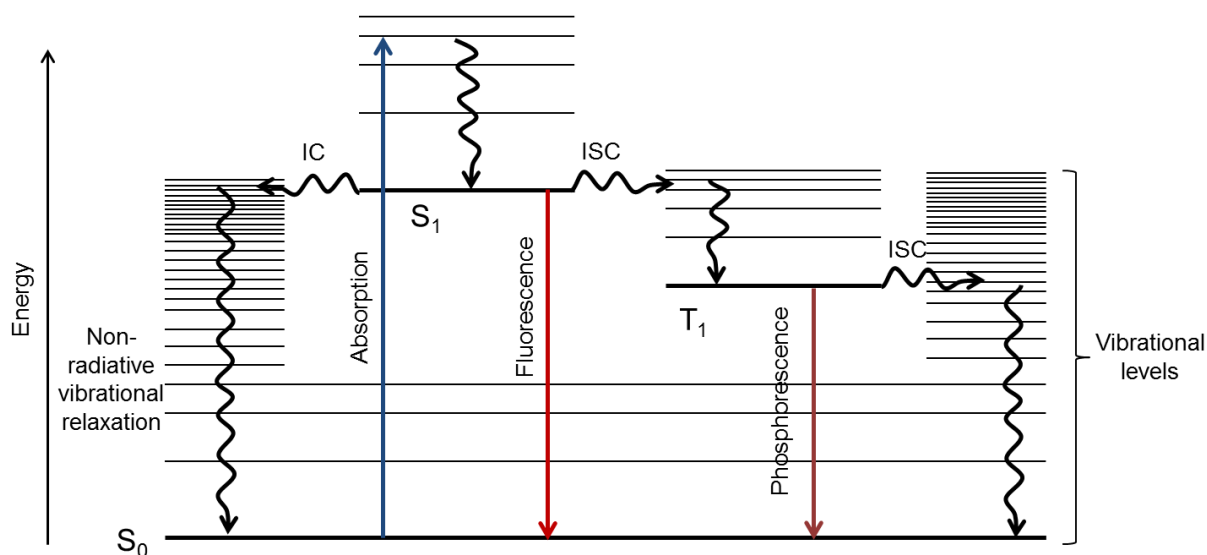 IC
ISC
S1
ISC
Energy
Absorption
Fluorescence
T1
Phosphorescence
Non-
radiative
vibrational
relaxation
Vibrational
levels
S0